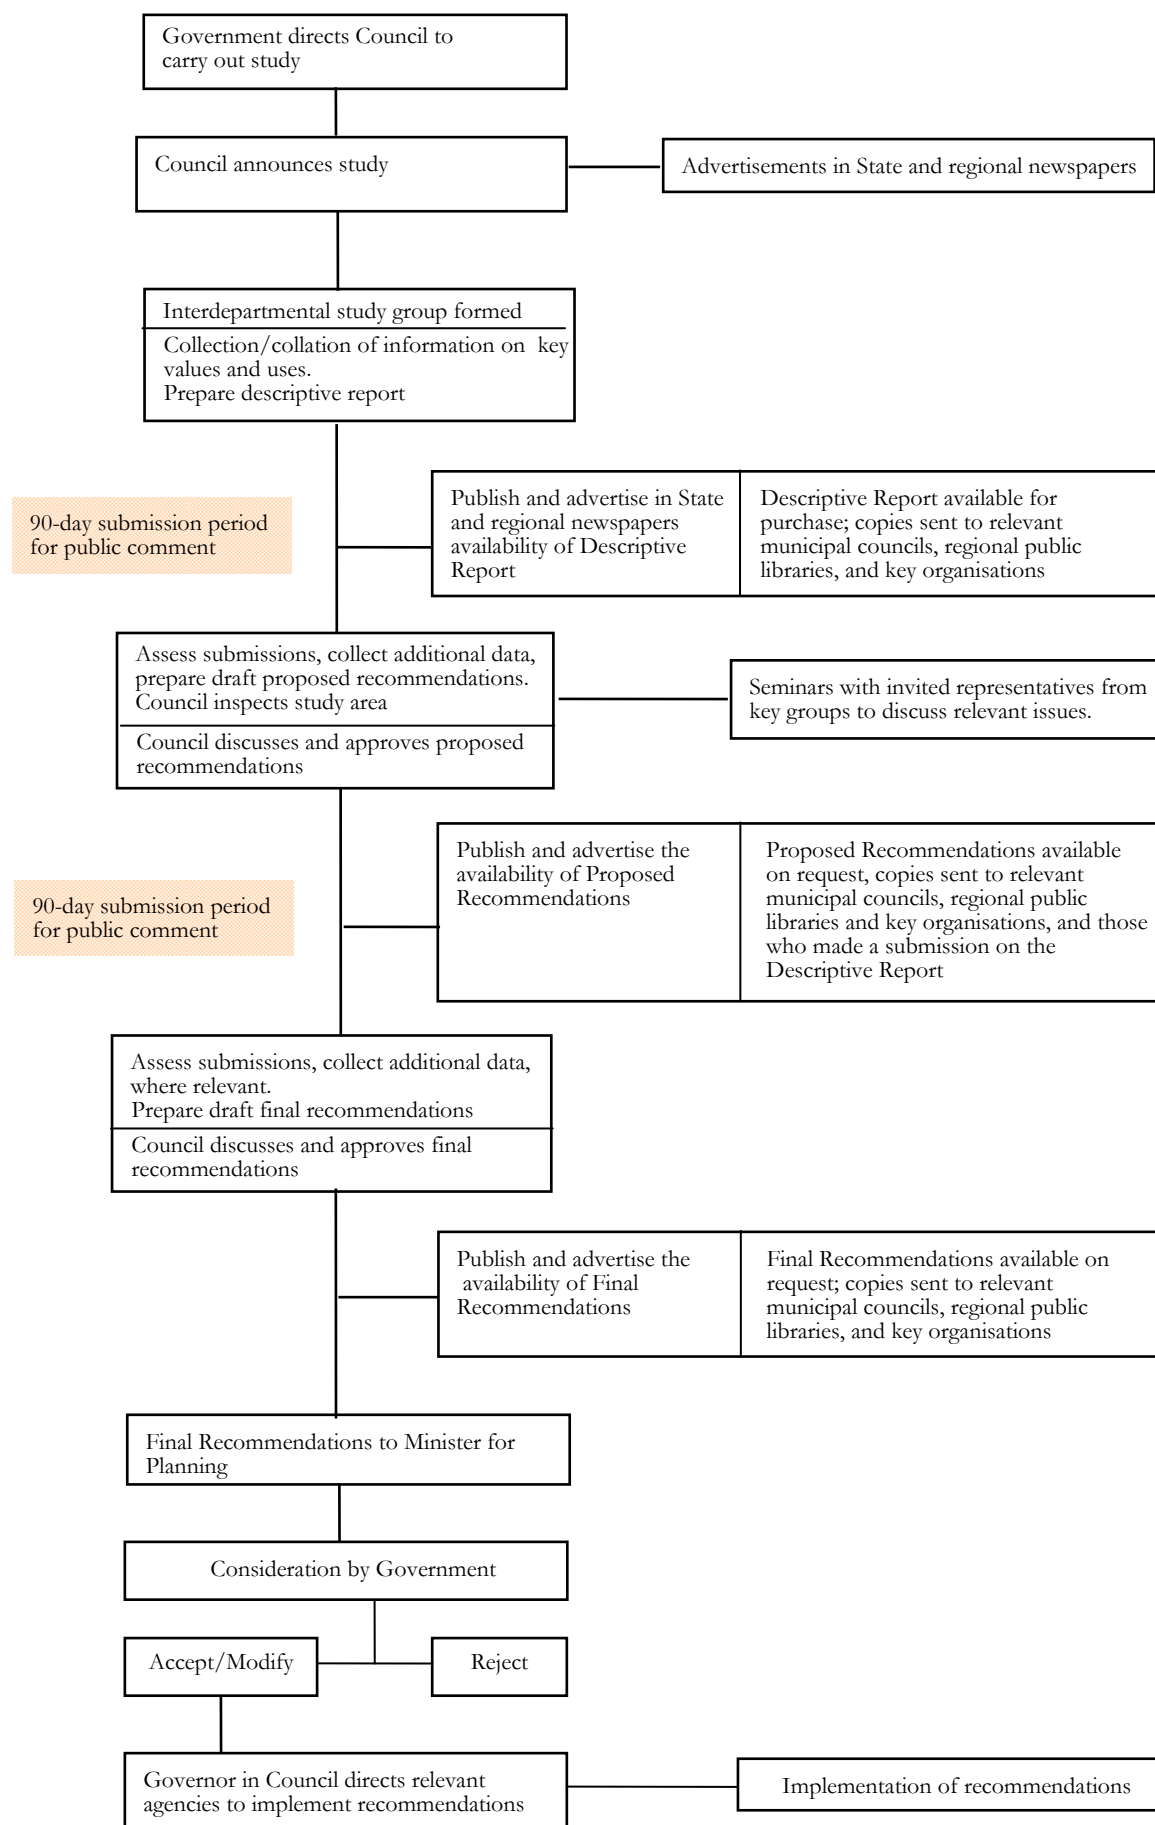 Government directs Council to
carry out study
Council announces study
Advertisements in State and regional newspapers
Interdepartmental study group formed
Collection/collation of information on  key
values and uses.
Prepare descriptive report
90-day submission period
for public comment
Publish and advertise in State
and regional newspapers
availability of Descriptive
Report
Descriptive Report available for
purchase; copies sent to relevant
municipal councils, regional public
libraries, and key organisations
Assess submissions, collect additional data,
prepare draft proposed recommendations.
Council inspects study area
Council discusses and approves proposed
recommendations
Seminars with invited representatives from
key groups to discuss relevant issues.
90-day submission period
for public comment
Publish and advertise the
availability of Proposed
Recommendations
Proposed Recommendations available
on request, copies sent to relevant
municipal councils, regional public
libraries and key organisations, and those
who made a submission on the
Descriptive Report
Assess submissions, collect additional data,
where relevant.
Prepare draft final recommendations
Council discusses and approves final
recommendations
Publish and advertise the
availability of Final
Recommendations
Final Recommendations available on
request; copies sent to relevant
municipal councils, regional public
libraries, and key organisations
Final Recommendations to Minister for
Planning
Consideration by Government
Accept/Modify
Reject
Governor in Council directs relevant
agencies to implement recommendations
Implementation of recommendations